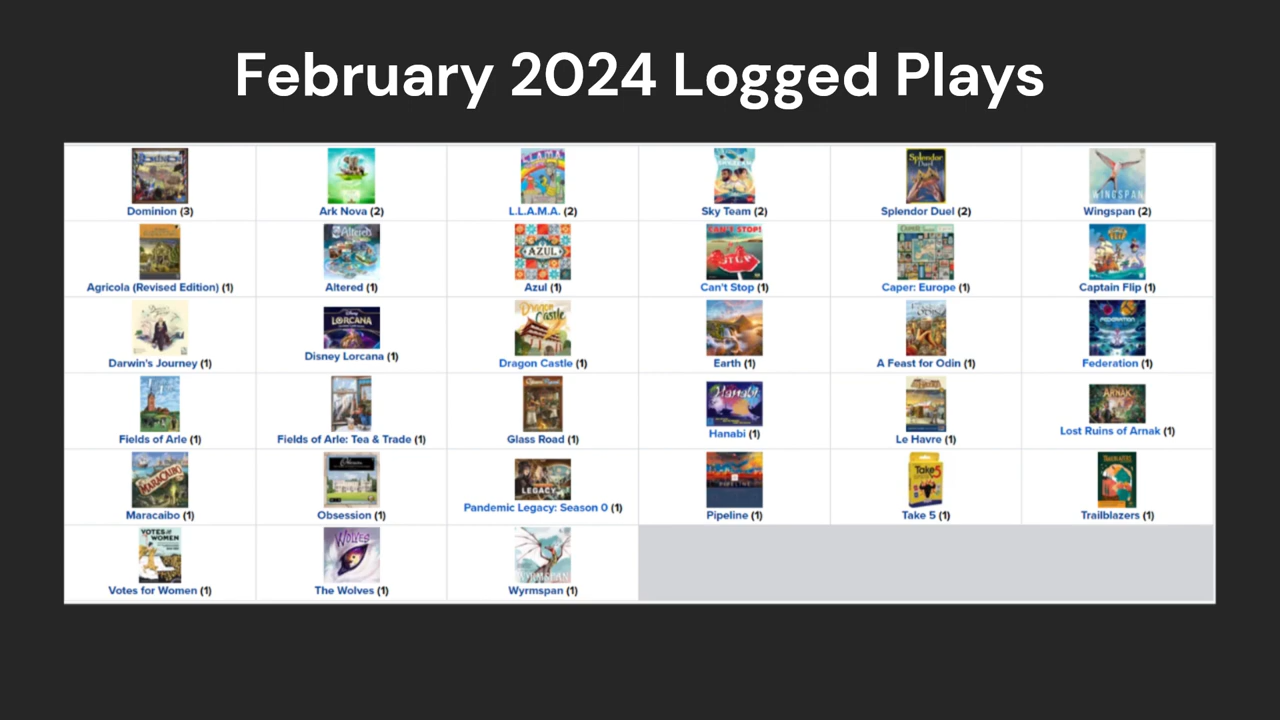 February 2024 Logged Plays
Dominion (3)
Ark Nova (2)
L.L.A.M.A. (2)
Sky Team (2)
Splendor Duel (2)
Wingspan (2)
Agricola (Revised Edition) (1)
Altered (1)
Azul (1)
Can't Stop (1)
Caper: Europe (1)
Captain Flip (1)
Darwin's Journey (1)
Disney Lorcana (1)
Dragon Castle (1)
Earth (1)
A Feast for Odin (1)
Federation (1)
Fields of Arle (1)
Fields of Arle: Tea & Trade (1)
Glass Road (1)
Hanabi (1)
Le Havre (1)
Lost Ruins of Arnak (1)
Maracaibo (1)
Obsession (1)
Pandemic Legacy: Season 0 (1)
Pipeline (1)
Take 5 (1)
Trailblazers (1)
Votes for Women (1)
The Wolves (1)
Wyrmspan (1)